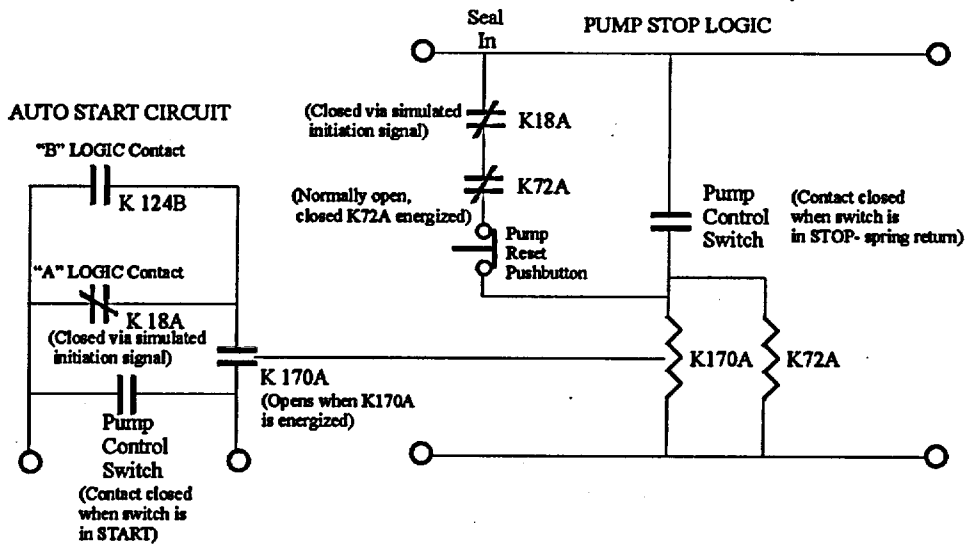 Seal
In
PUMP STOP LOGIC
AUTO START CIRCUIT
"B" LOGIC Contact
K 124B
"A" LOGIC Contact
K 18A
(Closed via simulated
initiation signal)
K 170A
(Opens when K170A
is energized)
Pump
Control
Switch
(Contact closed
when switch is
in START)
(Closed via simulated
initiation signal)
K18A
K72A
(Normally open,
closed K72A energized)
Pump
Reset
Pushbutton
Pump
Control
Switch
(Contact closed
when switch is
in STOP- spring return)
K170A
K72A